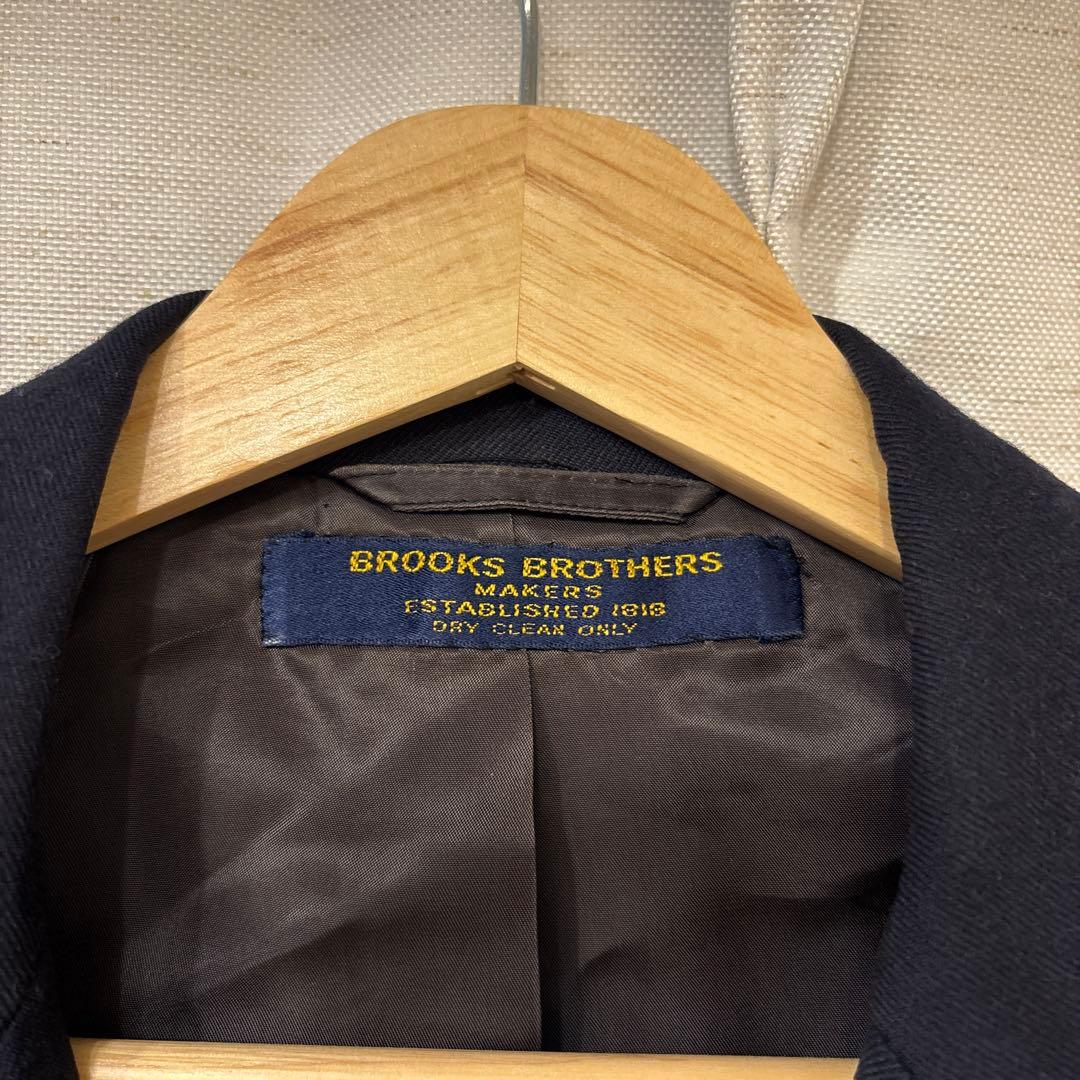 BROOKS BROTHERS
MAKERS
ESTABLISHED 1818
DRY CLEAN ONLY